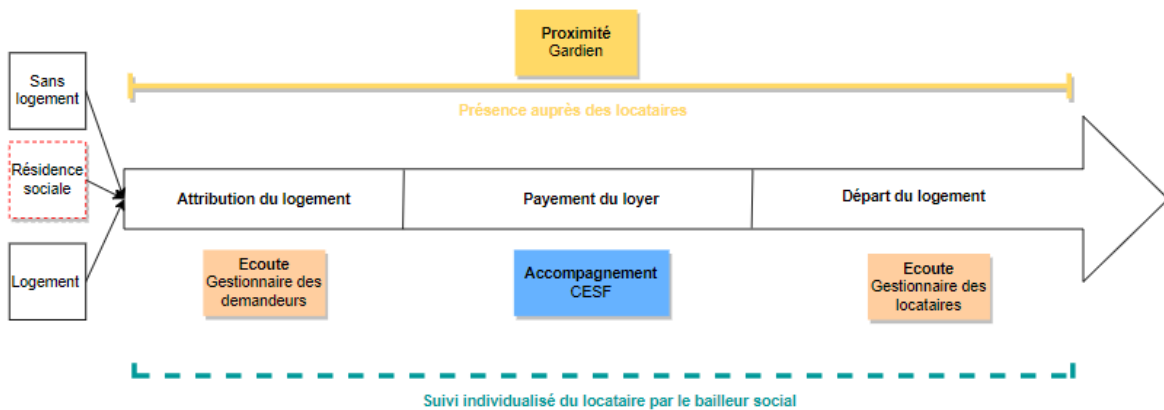 Proximité
Gardien
Présence auprès des locataires
Sans
logement
Résidence
sociale
Logement
Attribution du logement
Payement du loyer
Départ du logement
Ecoute
Gestionnaire des
demandeurs
Accompagnement
CESF
Ecoute
Gestionnaire des
locataires
Suivi individualisé du locataire par le bailleur social